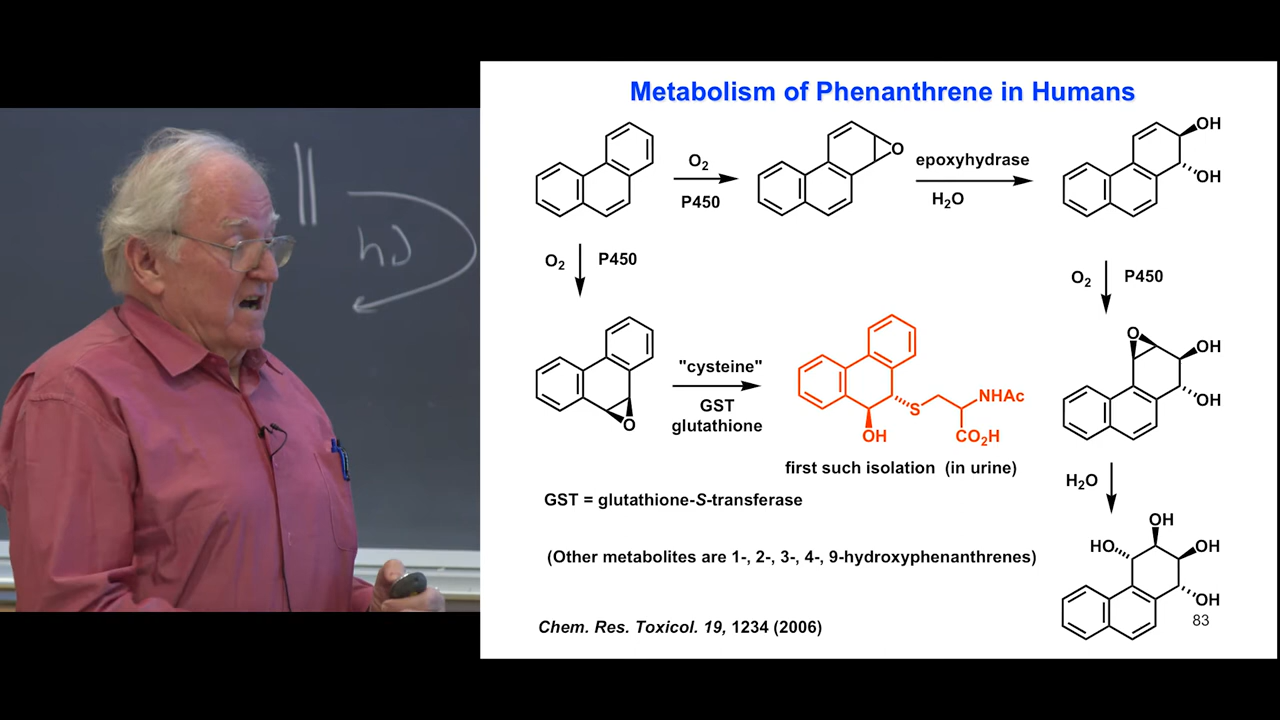 hν
Metabolism of Phenanthrene in Humans
O2
P450
O
epoxyhydrase
H2O
OH
OH
O2 P450
O2 P450
O
"cysteine"
GST
glutathione
OH
S
NHAc
CO2H
first such isolation (in urine)
O
OH
OH
GST = glutathione-S-transferase
H2O
(Other metabolites are 1-, 2-, 3-, 4-, 9-hydroxyphenanthrenes)
OH
HO
OH
OH
Chem. Res. Toxicol. 19, 1234 (2006)
83